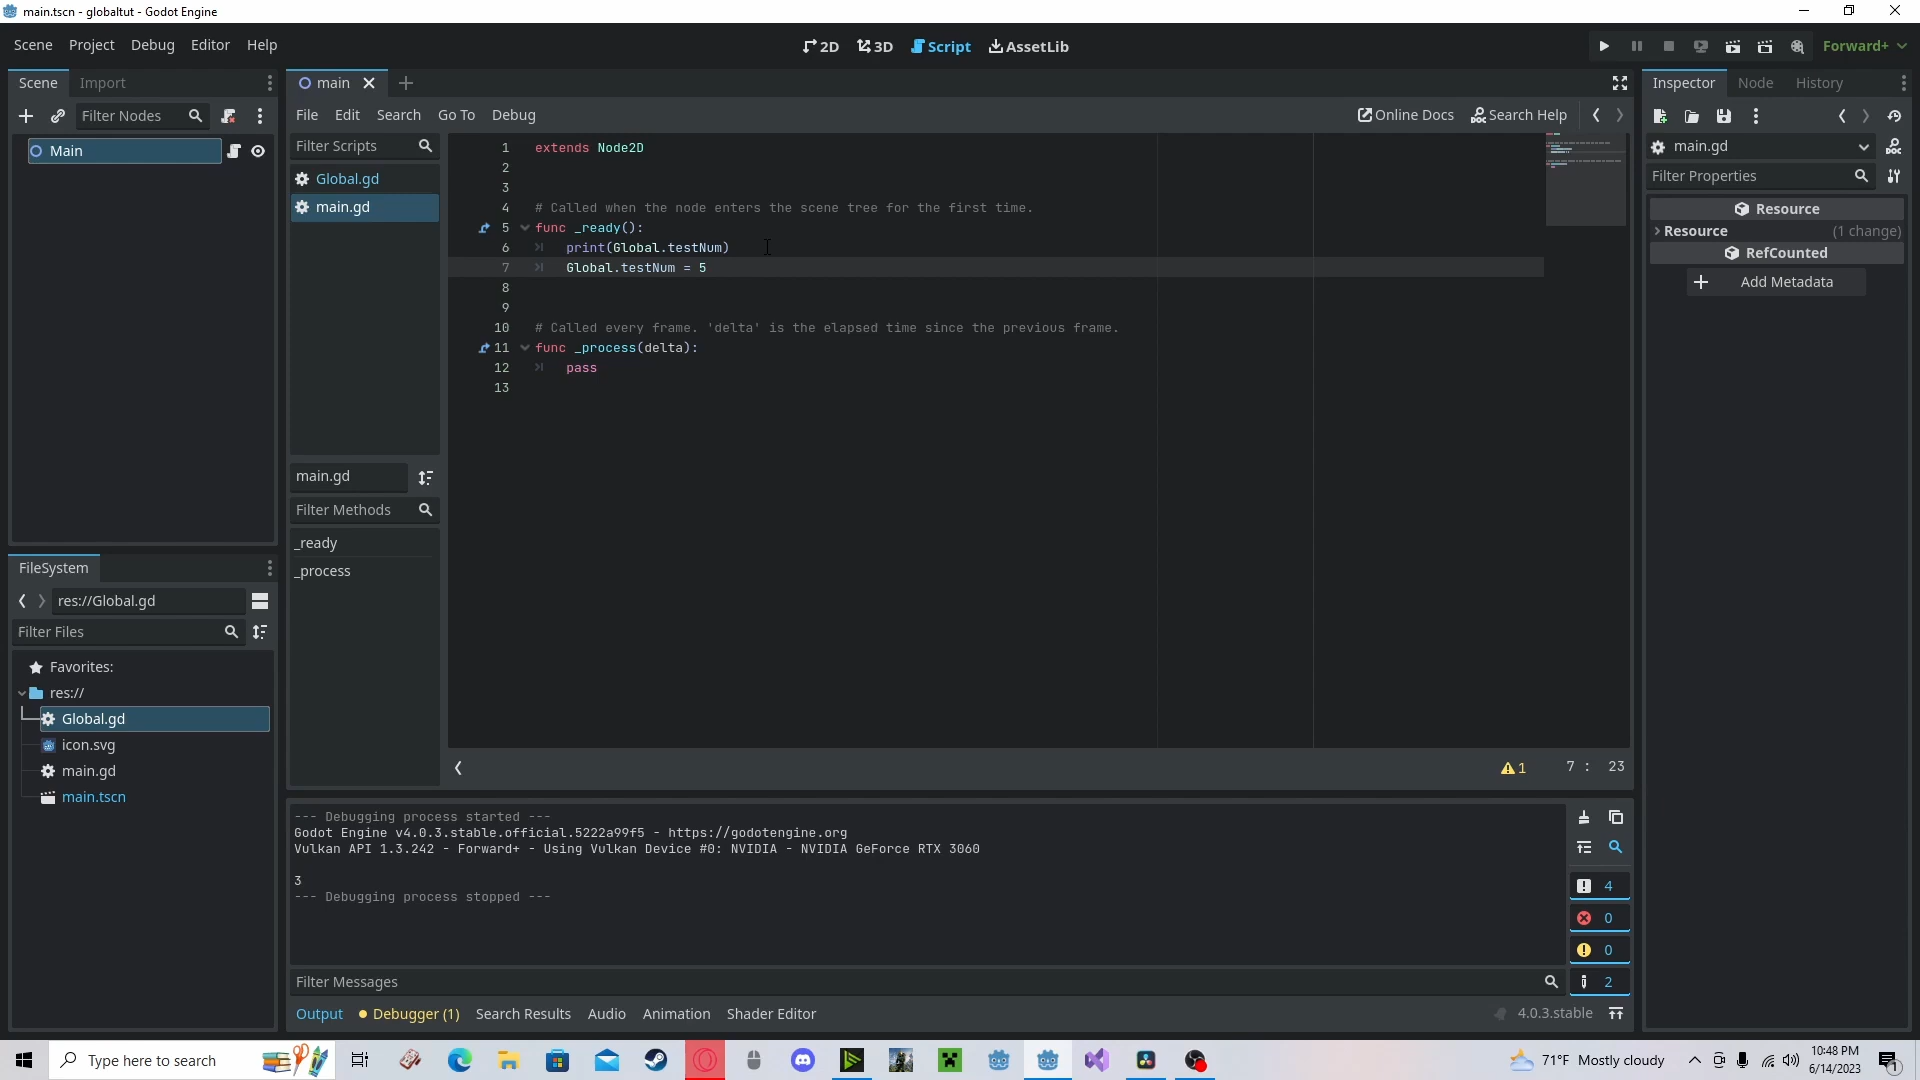 main.tscn - globaltut - Godot Engine
Scene Project Debug Editor Help
2D 3D Script AssetLib
Forward+
Scene Import
main
Inspector Node History
Filter Nodes
File Edit Search Go To Debug
Online Docs Search Help
Main
Filter Scripts
Global.gd
main.gd
1 extends Node2D
2
3
4 # Called when the node enters the scene tree for the first time.
5 func _ready():
6 print(Global.testNum)
7 Global.testNum = 5
8
9
10 # Called every frame. 'delta' is the elapsed time since the previous frame.
11 func _process(delta):
12 pass
13
main.gd
Filter Properties
Resource
Resource (1 change)
RefCounted
Add Metadata
main.gd
Filter Methods
_ready
_process
1 7 : 23
FileSystem
res://Global.gd
Filter Files
Favorites:
res://
Global.gd
icon.svg
main.gd
main.tscn
--- Debugging process started ---
Godot Engine v4.0.3.stable.official.5222a99f5 - https://godotengine.org
Vulkan API 1.3.242 - Forward+ - Using Vulkan Device #0: NVIDIA - NVIDIA GeForce RTX 3060
3
--- Debugging process stopped ---
4
0
0
2
Filter Messages
Output Debugger (1) Search Results Audio Animation Shader Editor
4.0.3.stable
Type here to search
71°F Mostly cloudy
10:48 PM
6/14/2023
1